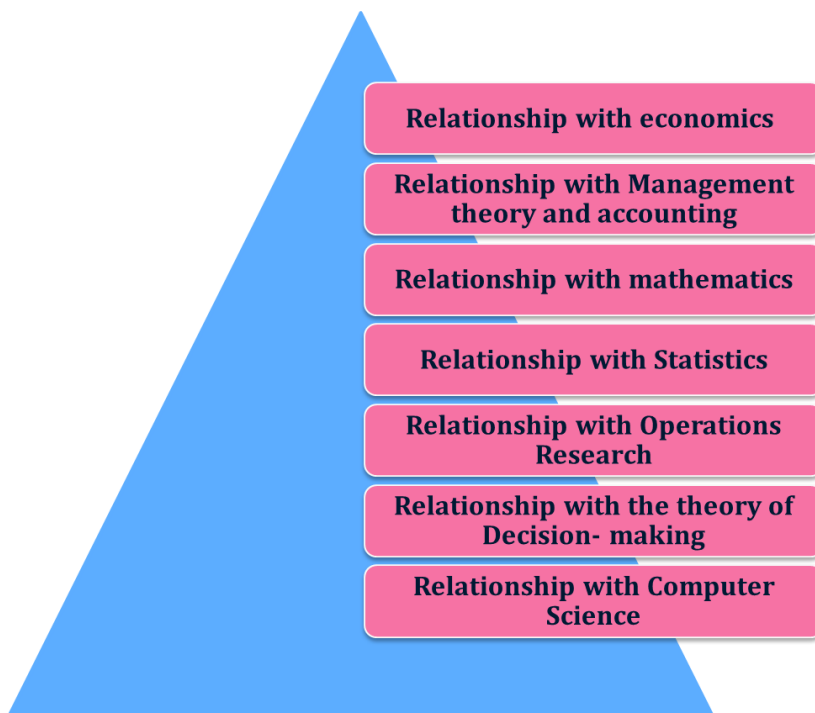 Relationship with economics
Relationship with Management
theory and accounting
Relationship with mathematics
Relationship with Statistics
Relationship with Operations
Research
Relationship with the theory of
Decision- making
Relationship with Computer
Science